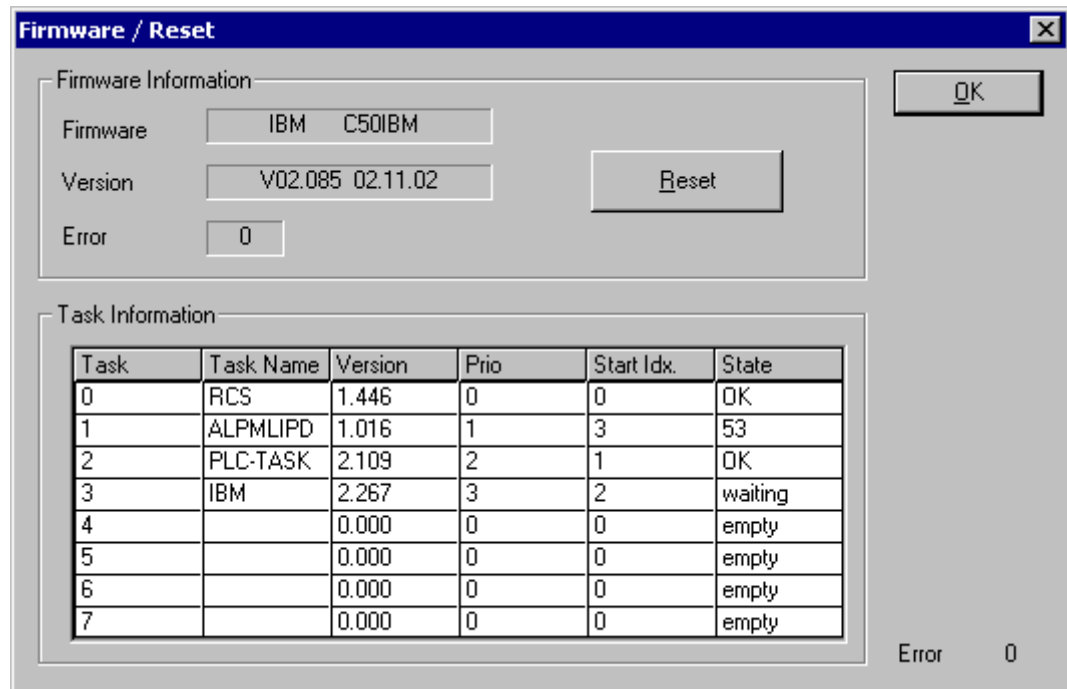 Firmware / Reset
Firmware Information
OK
Firmware IBM C50IBM
Version V02.085 02.11.02
Reset
Error 0
Task Information
Task Task Name Version Prio Start Idx. State
0 RCS 1.446 0 0 OK
1 ALPMLIPD 1.016 1 3 53
2 PLC-TASK 2.109 2 1 OK
3 IBM 2.267 3 2 waiting
4 0.000 0 0 empty
5 0.000 0 0 empty
6 0.000 0 0 empty
7 0.000 0 0 empty
Error 0